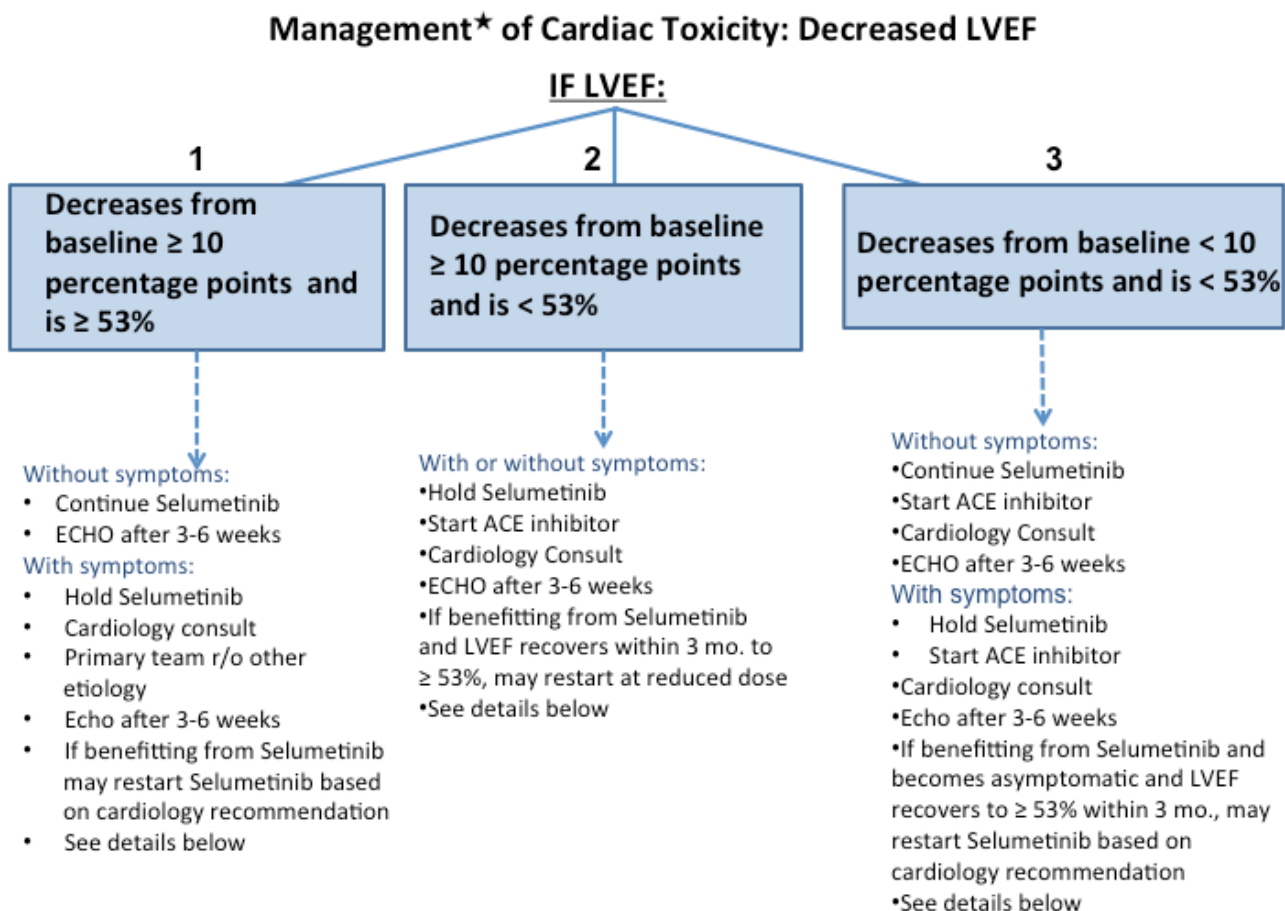 Management★ of Cardiac Toxicity: Decreased LVEF
IF LVEF:
1
Decreases from
baseline ≥ 10
percentage points and
is ≥ 53%
Without symptoms:
• Continue Selumetinib
• ECHO after 3-6 weeks
With symptoms:
• Hold Selumetinib
• Cardiology consult
• Primary team r/o other
etiology
• Echo after 3-6 weeks
• If benefitting from Selumetinib
may restart Selumetinib based
on cardiology recommendation
• See details below
2
Decreases from baseline
≥ 10 percentage points
and is < 53%
With or without symptoms:
•Hold Selumetinib
•Start ACE inhibitor
•Cardiology Consult
•ECHO after 3-6 weeks
•If benefitting from Selumetinib
and LVEF recovers within 3 mo. to
≥ 53%, may restart at reduced dose
•See details below
3
Decreases from baseline < 10
percentage points and is < 53%
Without symptoms:
•Continue Selumetinib
•Start ACE inhibitor
•Cardiology Consult
•ECHO after 3-6 weeks
With symptoms:
• Hold Selumetinib
• Start ACE inhibitor
•Cardiology consult
•Echo after 3-6 weeks
•If benefitting from Selumetinib and
becomes asymptomatic and LVEF
recovers to ≥ 53% within 3 mo., may
restart Selumetinib based on
cardiology recommendation
•See details below